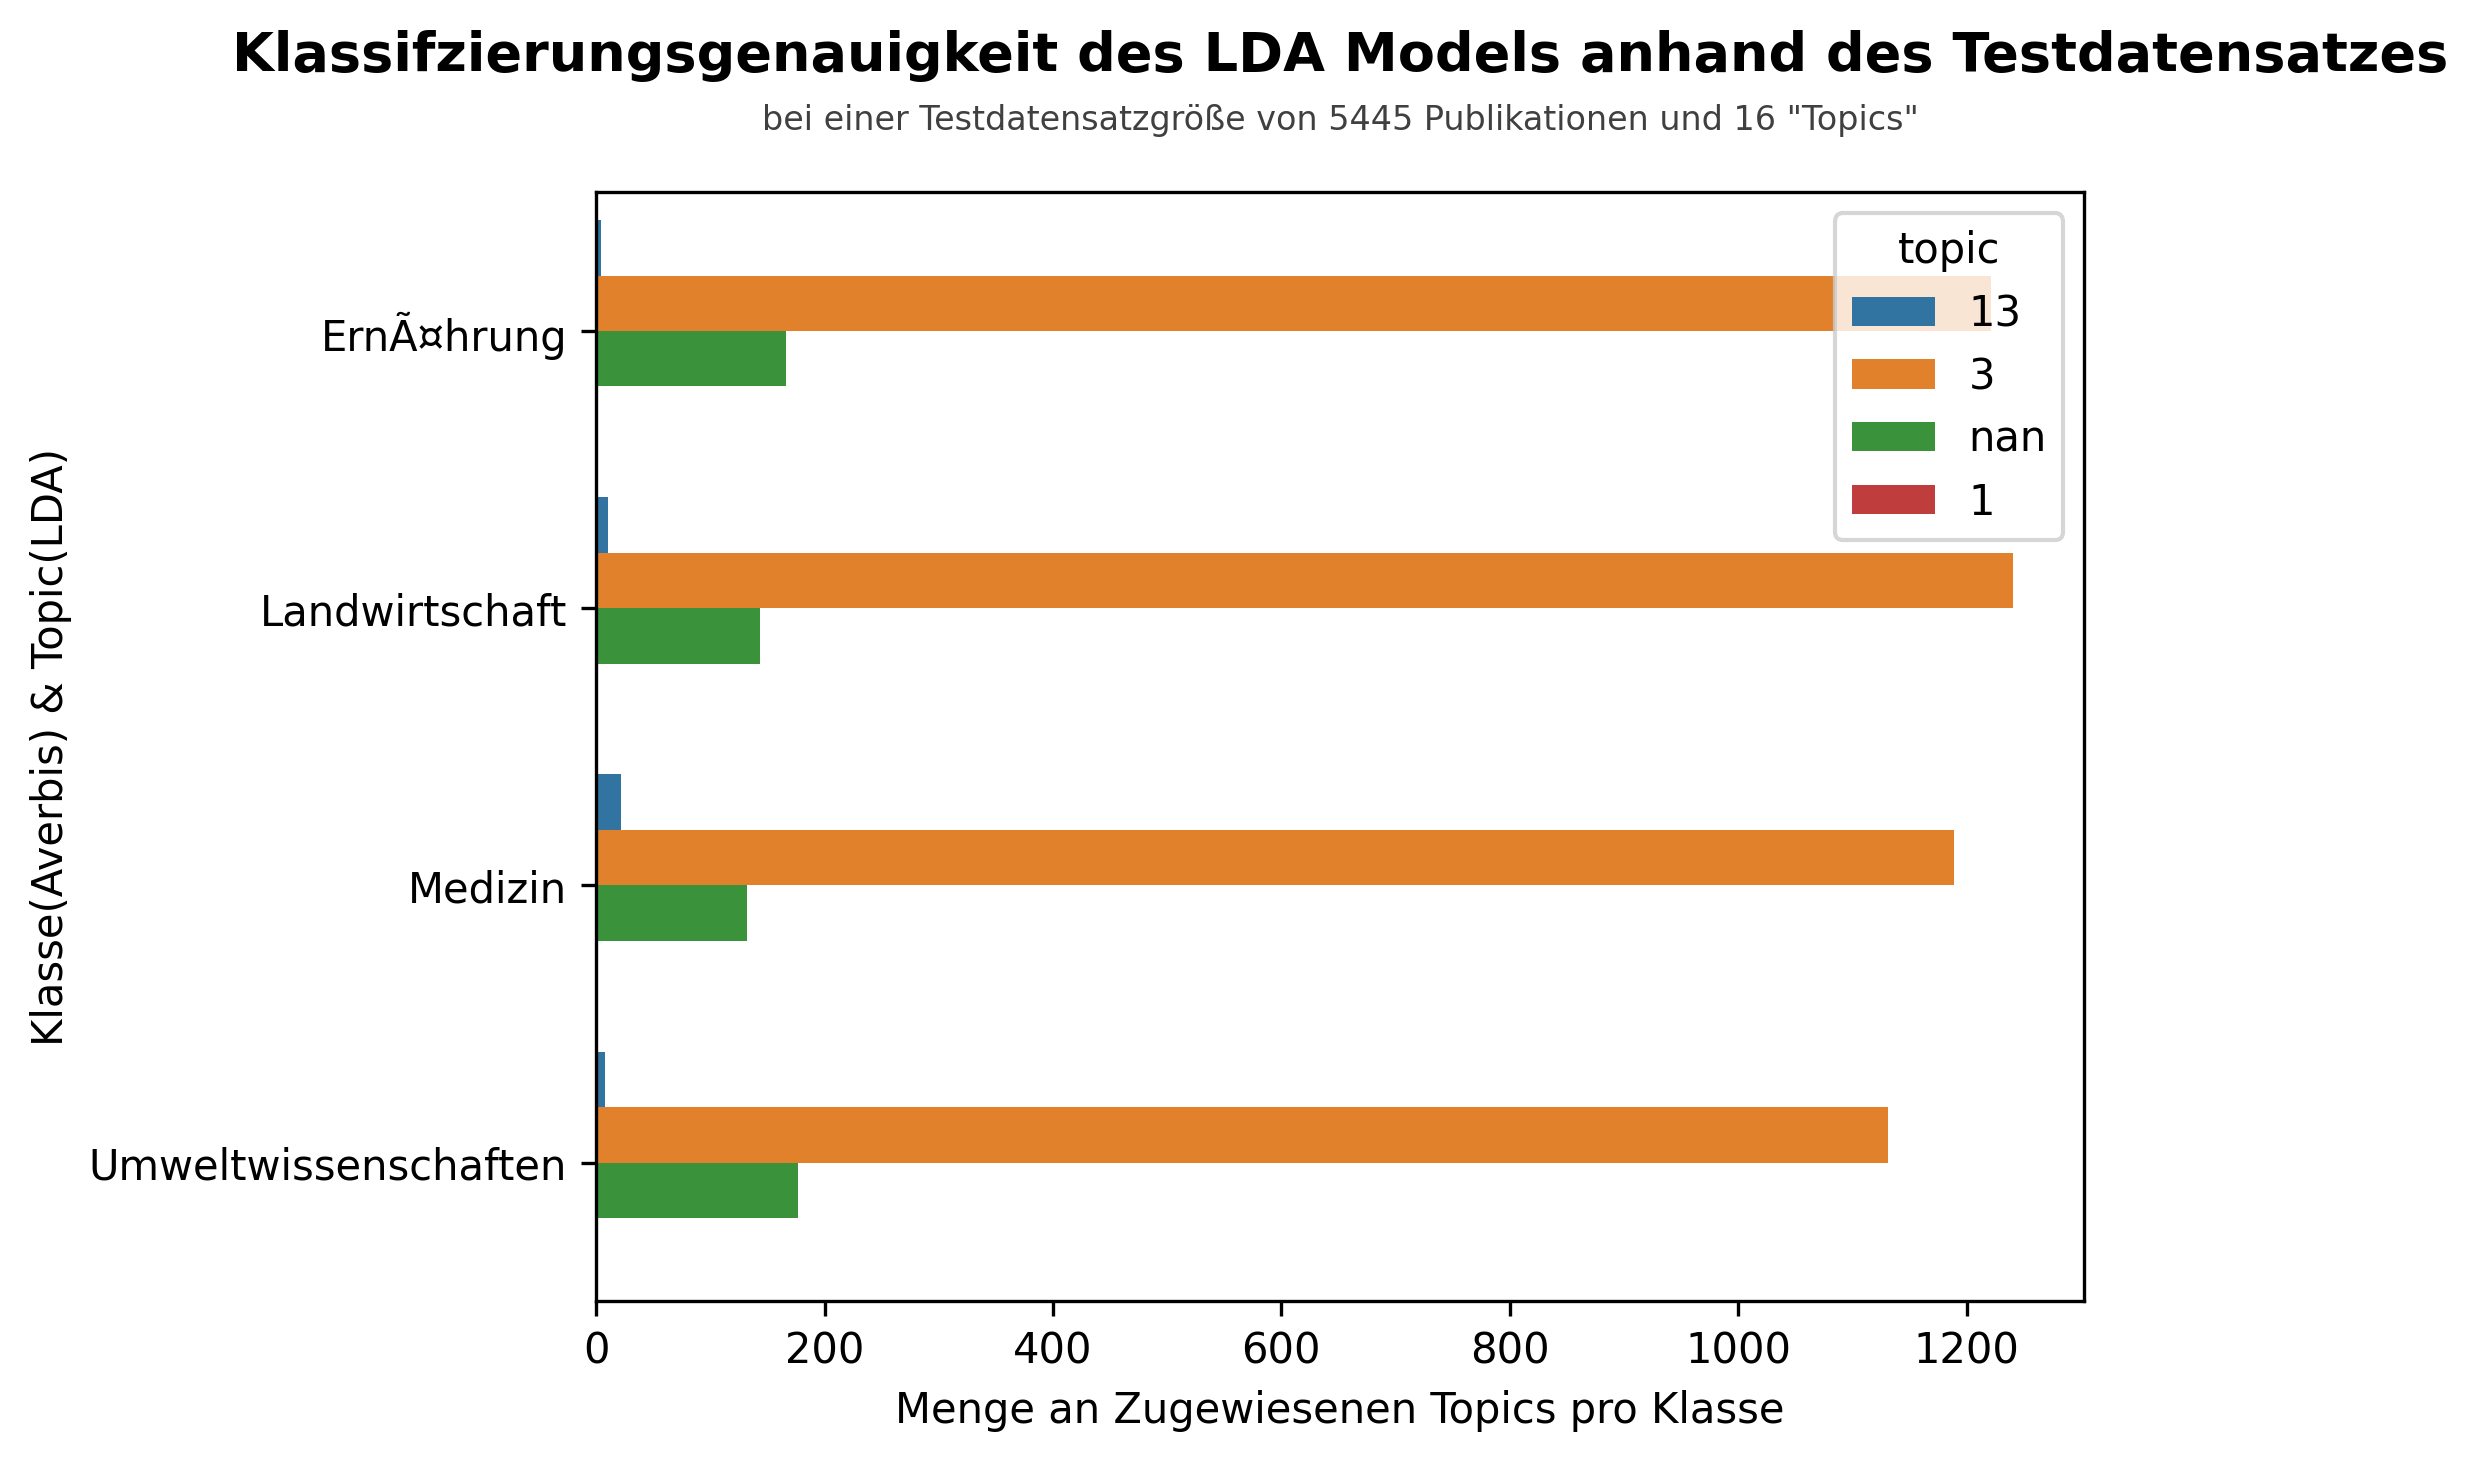 Klassifzierungsgenauigkeit des LDA Models anhand des Testdatensatzes
bei einer Testdatensatzgröße von 5445 Publikationen und 16 "Topics"
topic
13
3
nan
1
Klasse(Averbis) & Topic(LDA)
ErnÃ¤hrung
Landwirtschaft
Medizin
Umweltwissenschaften
0 200 400 600 800 1000 1200
Menge an Zugewiesenen Topics pro Klasse